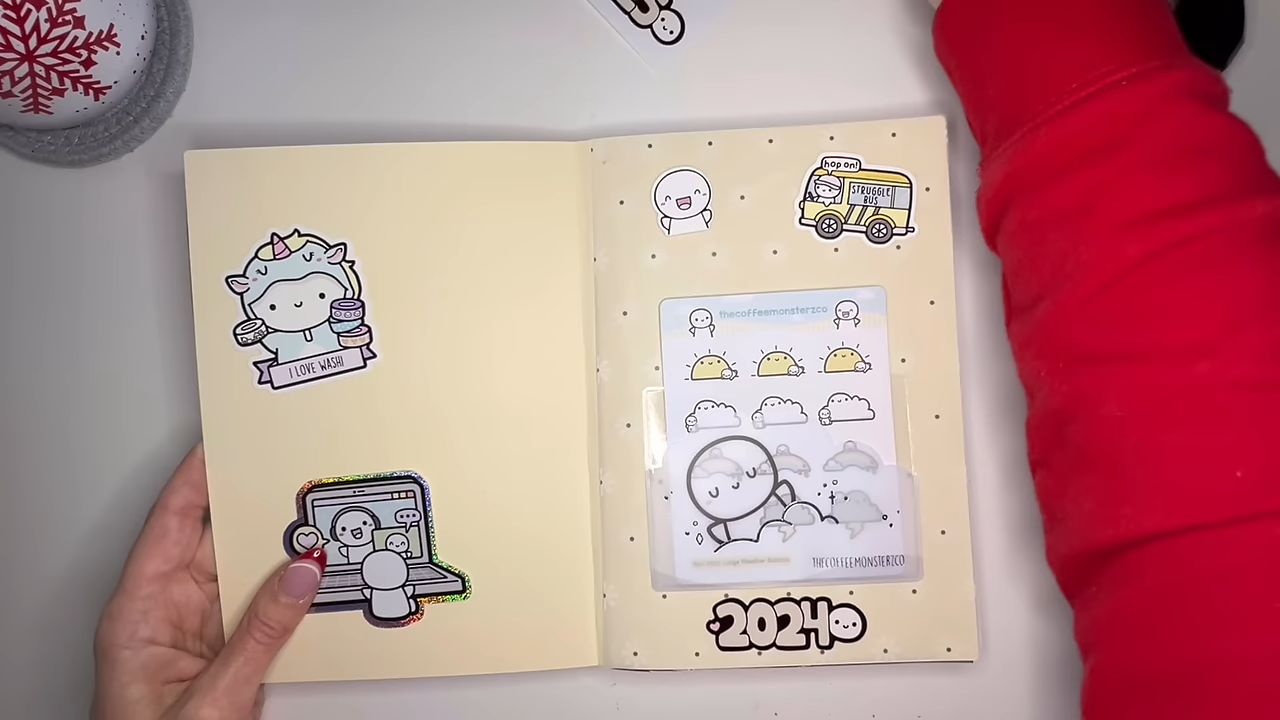 I LOVE WASHI
hop on!
STRUGGLE
BUS
thecoffeemonsterzco
THECOFFEEMONSTERZCO
2024